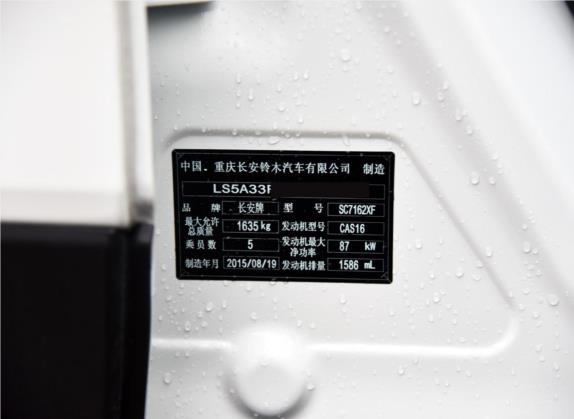 中国．重庆长安铃木汽车有限公司 制造
LS5A33F
品牌 长安牌 型号 SC7162XF
最大允许总质量 1635kg 发动机型号 CAS16
乘员数 5 发动机最大净功率 87 kW
制造年月 2015/08/19 发动机排量 1586 mL